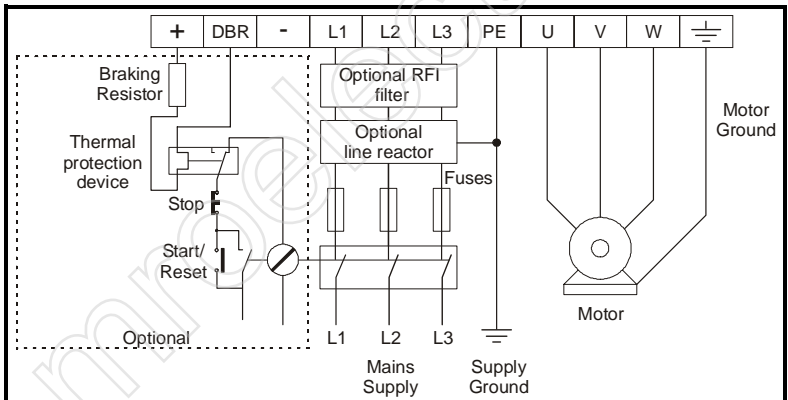 + DBR - L1 L2 L3 PE U V W
Braking
Resistor
Optional RFI
filter
Optional
line reactor
Motor
Ground
Thermal
protection
device
Fuses
Stop
Start/
Reset
Optional
L1 L2 L3
Mains
Supply
Supply
Ground
Motor
mroelect